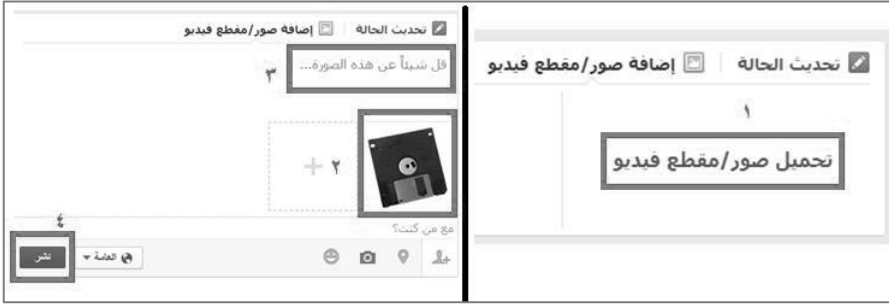 تحديث الحالة إضافة صور/مقطع فيديو
١
تحميل صور/مقطع فيديو
تحديث الحالة إضافة صور/مقطع فيديو
قل شيئاً عن هذه الصورة...
٣
٢ +
مع من كنت؟
٤
العامة
نشر